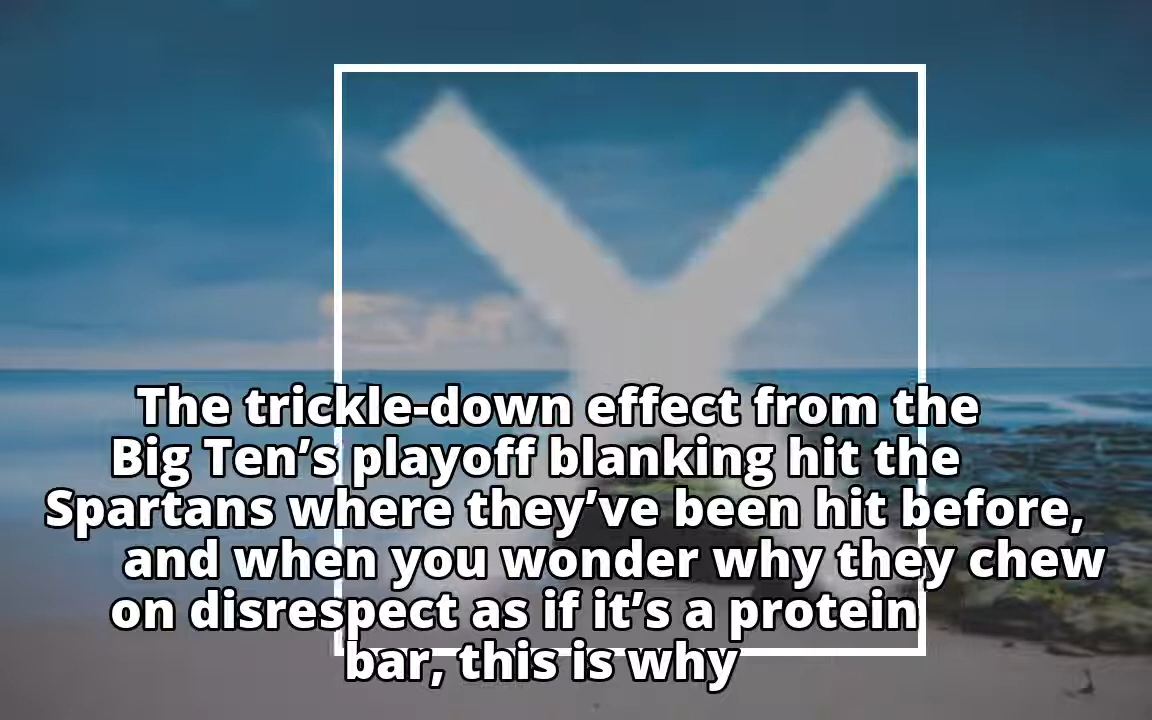 Y
The trickle-down effect from the
Big Ten’s playoff blanking hit the
Spartans where they’ve been hit before,
and when you wonder why they chew
on disrespect as if it’s a protein
bar, this is why